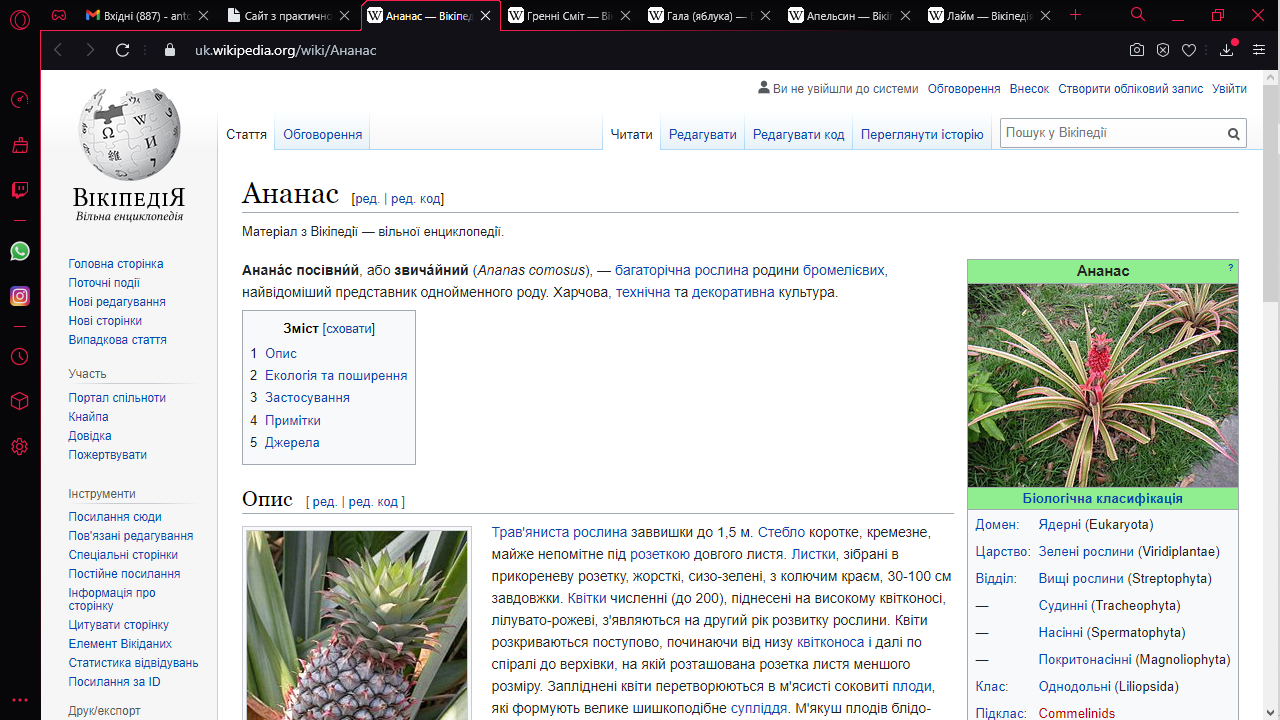 Вхідні (887) - anto
Сайт з практично
Ананас — Вікіпед
Гренні Сміт — Ві
Гала (яблука) — В
Апельсин — Вікі
Лайм — Вікіпедія
uk.wikipedia.org/wiki/Ананас
Ви не увійшли до системи Обговорення Внесок Створити обліковий запис Увійти
Стаття Обговорення Читати Редагувати Редагувати код Переглянути історію Пошук у Вікіпедії
ВІКІПЕДІЯ
Вільна енциклопедія
Головна сторінка
Поточні події
Нові редагування
Нові сторінки
Випадкова стаття
Участь
Портал спільноти
Кнайпа
Довідка
Пожертвувати
Інструменти
Посилання сюди
Пов'язані редагування
Спеціальні сторінки
Постійне посилання
Інформація про
сторінку
Цитувати сторінку
Елемент Вікіданих
Статистика відвідувань
Посилання за ID
Друк/експорт
Ананас [ред. | ред. код]
Матеріал з Вікіпедії — вільної енциклопедії.
Анана́с посівни́й, або звича́йний (Ananas comosus), — багаторічна рослина родини бромелієвих,
найвідоміший представник однойменного роду. Харчова, технічна та декоративна культура.
Зміст [сховати]
1 Опис
2 Екологія та поширення
3 Застосування
4 Примітки
5 Джерела
Опис [ ред. | ред. код ]
Трав'яниста рослина заввишки до 1,5 м. Стебло коротке, кремезне,
майже непомітне під розеткою довгого листя. Листки, зібрані в
прикореневу розетку, жорсткі, сизо-зелені, з колючим краєм, 30-100 см
завдовжки. Квітки численні (до 200), піднесені на високому квітконосі,
лілувато-рожеві, з'являються на другий рік розвитку рослини. Квіти
розкриваються поступово, починаючи від низу квітконоса і далі по
спіралі до верхівки, на якій розташована розетка листя меншого
розміру. Запліднені квіти перетворюються в м'ясисті соковиті плоди,
які формують велике шишкоподібне супліддя. М'якуш плодів блідо-
Ананас ?
Біологічна класифікація
Домен: Ядерні (Eukaryota)
Царство: Зелені рослини (Viridiplantae)
Відділ: Вищі рослини (Streptophyta)
— Судинні (Tracheophyta)
— Насінні (Spermatophyta)
— Покритонасінні (Magnoliophyta)
Клас: Однодольні (Liliopsida)
Підклас: Commelinids